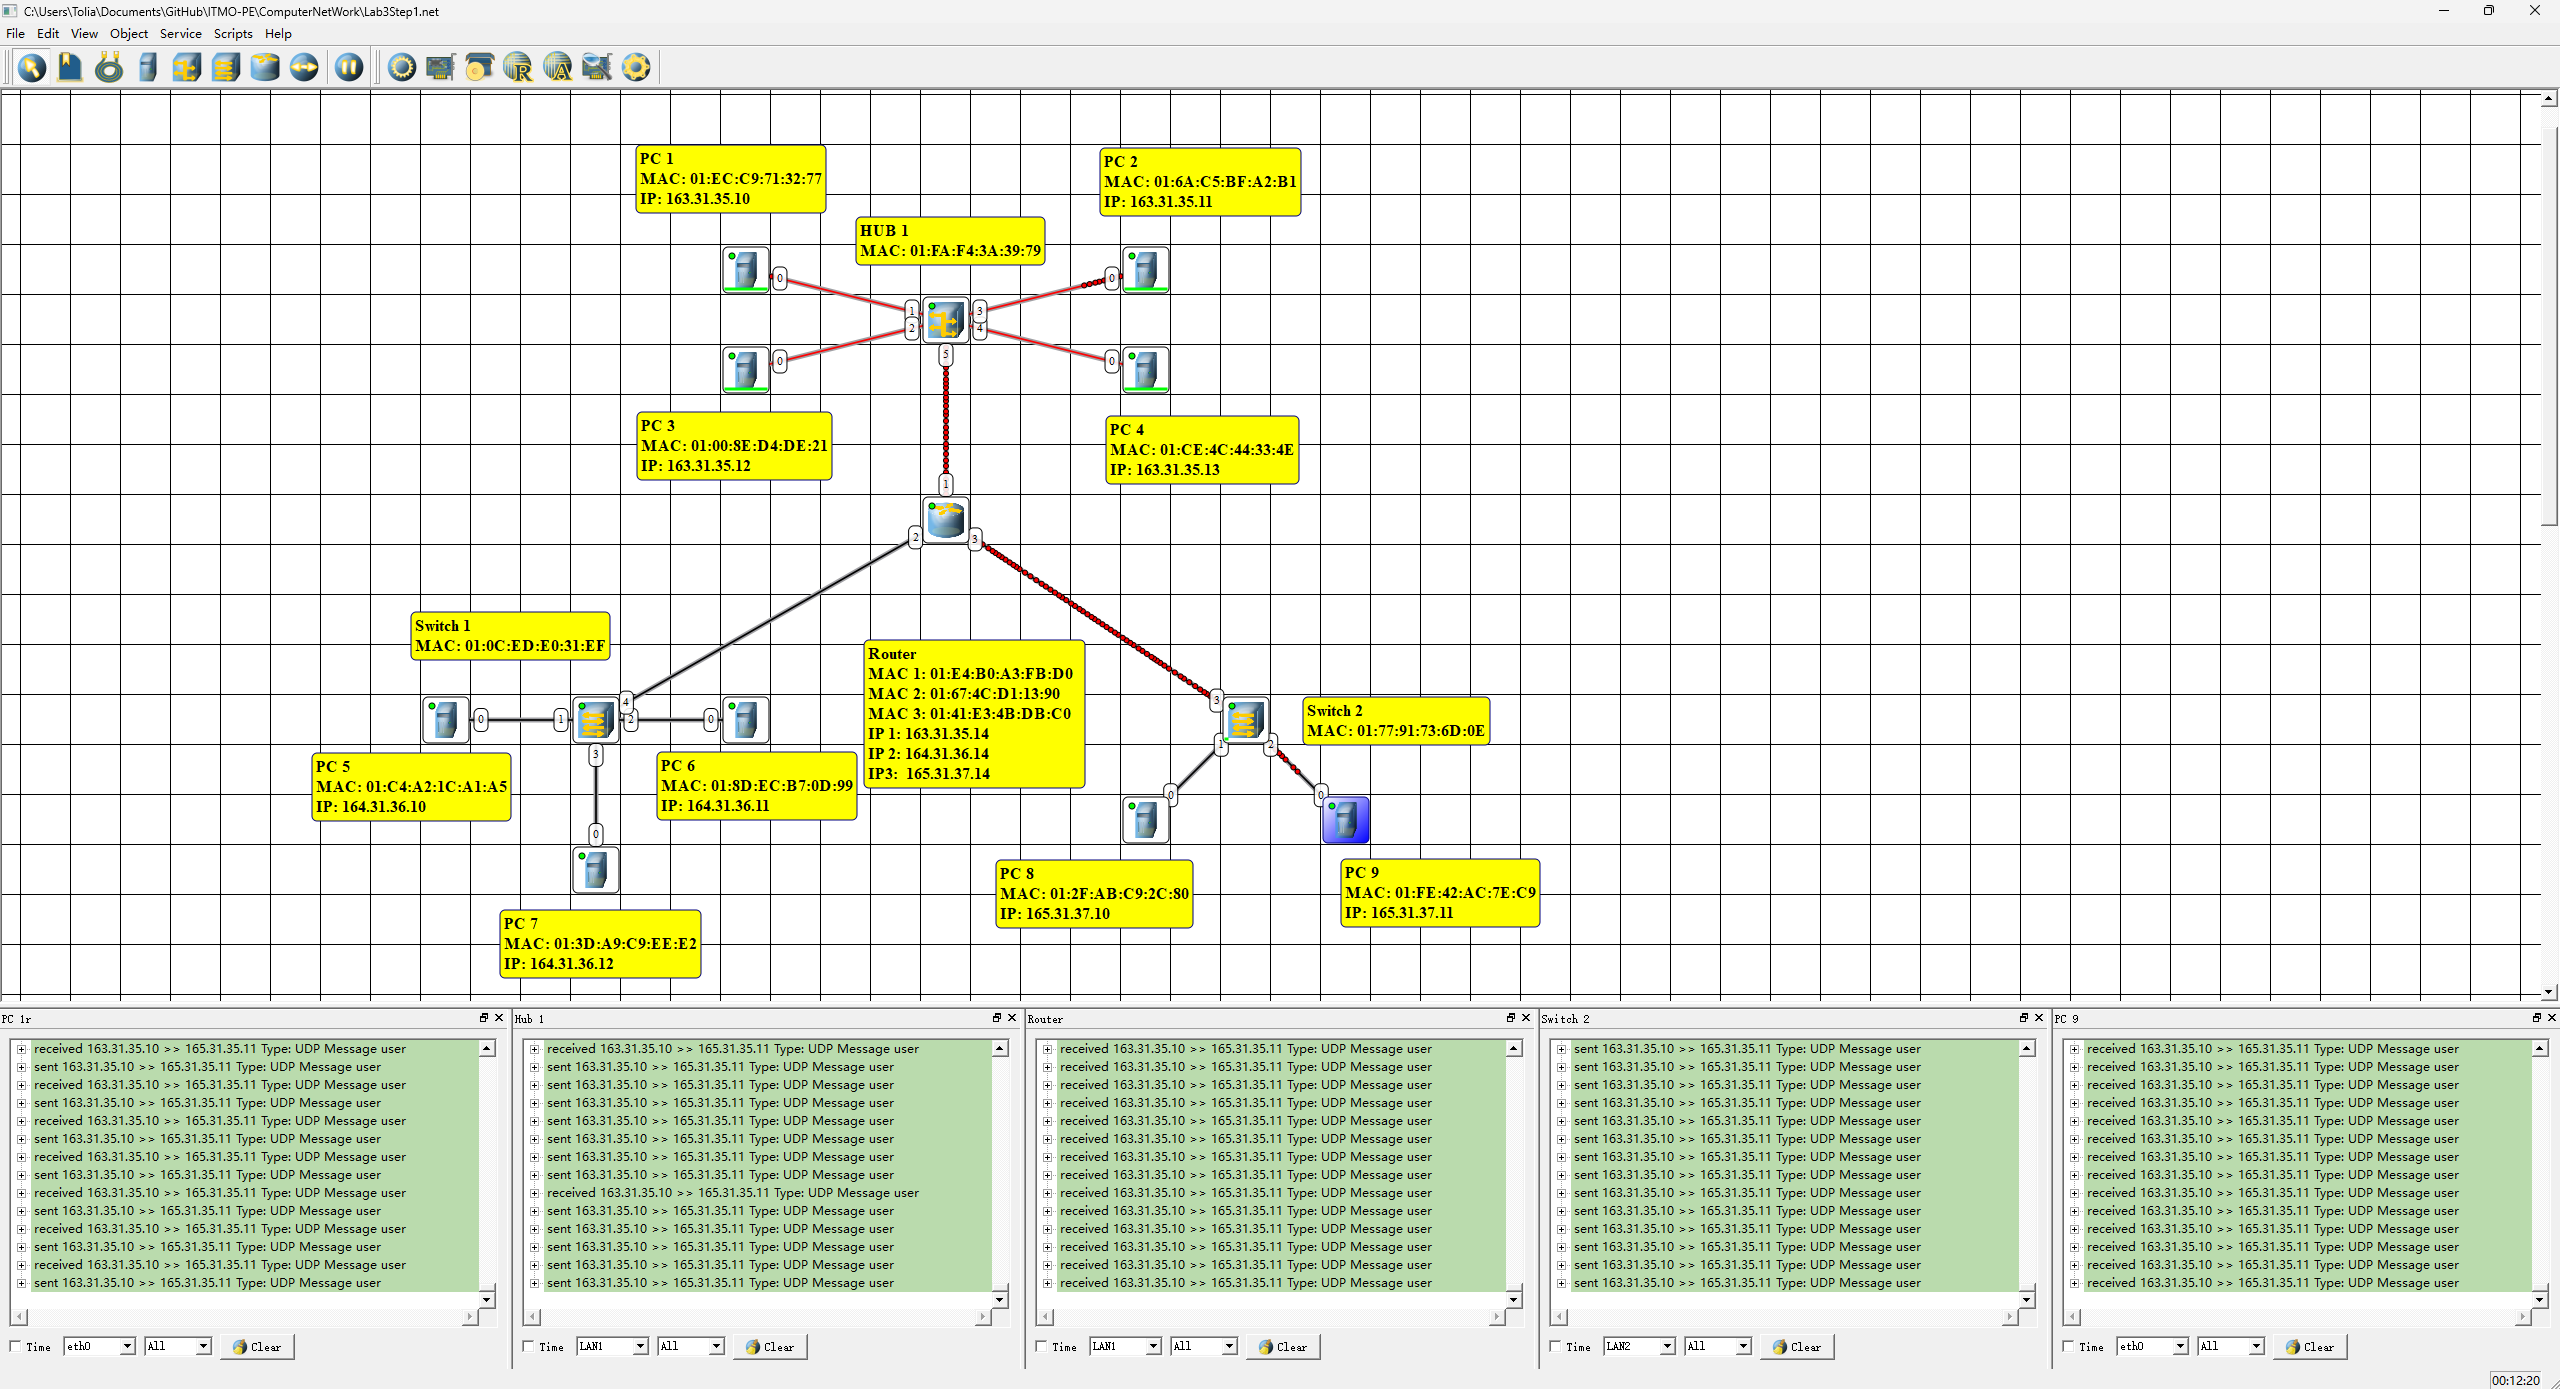 C:\Users\Tolia\Documents\GitHub\ITMO-PE\ComputerNetWork\Lab3Step1.net
File Edit View Object Service Scripts Help
PC 1
MAC: 01:EC:C9:71:32:77
IP: 163.31.35.10
PC 2
MAC: 01:6A:C5:BF:A2:B1
IP: 163.31.35.11
HUB 1
MAC: 01:FA:F4:3A:39:79
0
0
1
3
2
4
0
0
5
PC 3
MAC: 01:00:8E:D4:DE:21
IP: 163.31.35.12
PC 4
MAC: 01:CE:4C:44:33:4E
IP: 163.31.35.13
1
2
3
Switch 1
MAC: 01:0C:ED:E0:31:EF
Router
MAC 1: 01:E4:B0:A3:FB:D0
MAC 2: 01:67:4C:D1:13:90
MAC 3: 01:41:E3:4B:DB:C0
IP 1: 163.31.35.14
IP 2: 164.31.36.14
IP3: 165.31.37.14
4
3
Switch 2
MAC: 01:77:91:73:6D:0E
0
1
2
0
1
2
3
PC 5
MAC: 01:C4:A2:1C:A1:A5
IP: 164.31.36.10
PC 6
MAC: 01:8D:EC:B7:0D:99
IP: 164.31.36.11
0
0
0
PC 8
MAC: 01:2F:AB:C9:2C:80
IP: 165.31.37.10
PC 9
MAC: 01:FE:42:AC:7E:C9
IP: 165.31.37.11
PC 7
MAC: 01:3D:A9:C9:EE:E2
IP: 164.31.36.12
PC 1r
received 163.31.35.10 >> 165.31.35.11 Type: UDP Message user
sent 163.31.35.10 >> 165.31.35.11 Type: UDP Message user
received 163.31.35.10 >> 165.31.35.11 Type: UDP Message user
sent 163.31.35.10 >> 165.31.35.11 Type: UDP Message user
received 163.31.35.10 >> 165.31.35.11 Type: UDP Message user
sent 163.31.35.10 >> 165.31.35.11 Type: UDP Message user
received 163.31.35.10 >> 165.31.35.11 Type: UDP Message user
sent 163.31.35.10 >> 165.31.35.11 Type: UDP Message user
received 163.31.35.10 >> 165.31.35.11 Type: UDP Message user
sent 163.31.35.10 >> 165.31.35.11 Type: UDP Message user
received 163.31.35.10 >> 165.31.35.11 Type: UDP Message user
sent 163.31.35.10 >> 165.31.35.11 Type: UDP Message user
received 163.31.35.10 >> 165.31.35.11 Type: UDP Message user
sent 163.31.35.10 >> 165.31.35.11 Type: UDP Message user
Time eth0 All Clear
Hub 1
received 163.31.35.10 >> 165.31.35.11 Type: UDP Message user
sent 163.31.35.10 >> 165.31.35.11 Type: UDP Message user
sent 163.31.35.10 >> 165.31.35.11 Type: UDP Message user
sent 163.31.35.10 >> 165.31.35.11 Type: UDP Message user
sent 163.31.35.10 >> 165.31.35.11 Type: UDP Message user
sent 163.31.35.10 >> 165.31.35.11 Type: UDP Message user
sent 163.31.35.10 >> 165.31.35.11 Type: UDP Message user
sent 163.31.35.10 >> 165.31.35.11 Type: UDP Message user
received 163.31.35.10 >> 165.31.35.11 Type: UDP Message user
sent 163.31.35.10 >> 165.31.35.11 Type: UDP Message user
sent 163.31.35.10 >> 165.31.35.11 Type: UDP Message user
sent 163.31.35.10 >> 165.31.35.11 Type: UDP Message user
sent 163.31.35.10 >> 165.31.35.11 Type: UDP Message user
sent 163.31.35.10 >> 165.31.35.11 Type: UDP Message user
Time LAN1 All Clear
Router
received 163.31.35.10 >> 165.31.35.11 Type: UDP Message user
received 163.31.35.10 >> 165.31.35.11 Type: UDP Message user
received 163.31.35.10 >> 165.31.35.11 Type: UDP Message user
received 163.31.35.10 >> 165.31.35.11 Type: UDP Message user
received 163.31.35.10 >> 165.31.35.11 Type: UDP Message user
received 163.31.35.10 >> 165.31.35.11 Type: UDP Message user
received 163.31.35.10 >> 165.31.35.11 Type: UDP Message user
received 163.31.35.10 >> 165.31.35.11 Type: UDP Message user
received 163.31.35.10 >> 165.31.35.11 Type: UDP Message user
received 163.31.35.10 >> 165.31.35.11 Type: UDP Message user
received 163.31.35.10 >> 165.31.35.11 Type: UDP Message user
received 163.31.35.10 >> 165.31.35.11 Type: UDP Message user
received 163.31.35.10 >> 165.31.35.11 Type: UDP Message user
received 163.31.35.10 >> 165.31.35.11 Type: UDP Message user
Time LAN1 All Clear
Switch 2
sent 163.31.35.10 >> 165.31.35.11 Type: UDP Message user
sent 163.31.35.10 >> 165.31.35.11 Type: UDP Message user
sent 163.31.35.10 >> 165.31.35.11 Type: UDP Message user
sent 163.31.35.10 >> 165.31.35.11 Type: UDP Message user
sent 163.31.35.10 >> 165.31.35.11 Type: UDP Message user
sent 163.31.35.10 >> 165.31.35.11 Type: UDP Message user
sent 163.31.35.10 >> 165.31.35.11 Type: UDP Message user
sent 163.31.35.10 >> 165.31.35.11 Type: UDP Message user
sent 163.31.35.10 >> 165.31.35.11 Type: UDP Message user
sent 163.31.35.10 >> 165.31.35.11 Type: UDP Message user
sent 163.31.35.10 >> 165.31.35.11 Type: UDP Message user
sent 163.31.35.10 >> 165.31.35.11 Type: UDP Message user
sent 163.31.35.10 >> 165.31.35.11 Type: UDP Message user
sent 163.31.35.10 >> 165.31.35.11 Type: UDP Message user
Time LAN2 All Clear
PC 9
received 163.31.35.10 >> 165.31.35.11 Type: UDP Message user
received 163.31.35.10 >> 165.31.35.11 Type: UDP Message user
received 163.31.35.10 >> 165.31.35.11 Type: UDP Message user
received 163.31.35.10 >> 165.31.35.11 Type: UDP Message user
received 163.31.35.10 >> 165.31.35.11 Type: UDP Message user
received 163.31.35.10 >> 165.31.35.11 Type: UDP Message user
received 163.31.35.10 >> 165.31.35.11 Type: UDP Message user
received 163.31.35.10 >> 165.31.35.11 Type: UDP Message user
received 163.31.35.10 >> 165.31.35.11 Type: UDP Message user
received 163.31.35.10 >> 165.31.35.11 Type: UDP Message user
received 163.31.35.10 >> 165.31.35.11 Type: UDP Message user
received 163.31.35.10 >> 165.31.35.11 Type: UDP Message user
received 163.31.35.10 >> 165.31.35.11 Type: UDP Message user
received 163.31.35.10 >> 165.31.35.11 Type: UDP Message user
Time eth0 All Clear
00:12:20